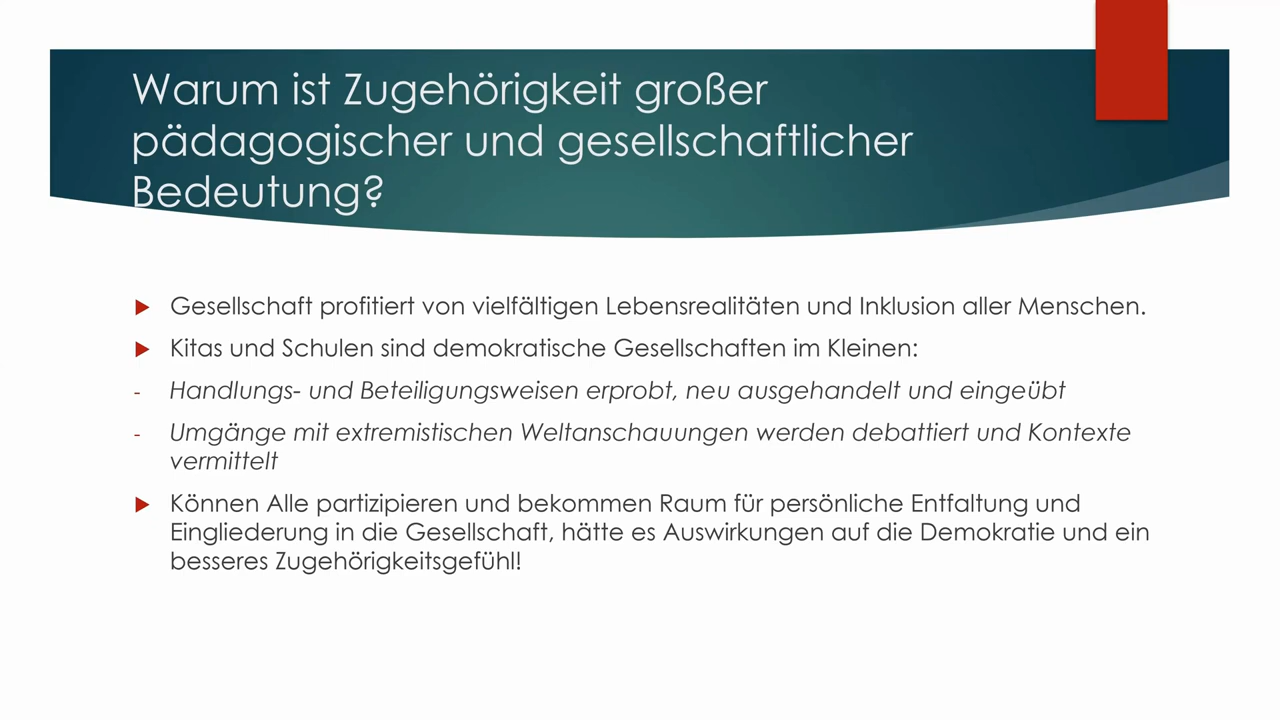 Warum ist Zugehörigkeit großer
pädagogischer und gesellschaftlicher
Bedeutung?
Gesellschaft profitiert von vielfältigen Lebensrealitäten und Inklusion aller Menschen.
Kitas und Schulen sind demokratische Gesellschaften im Kleinen:
- Handlungs- und Beteiligungsweisen erprobt, neu ausgehandelt und eingeübt
- Umgänge mit extremistischen Weltanschauungen werden debattiert und Kontexte
vermittelt
Können Alle partizipieren und bekommen Raum für persönliche Entfaltung und
Eingliederung in die Gesellschaft, hätte es Auswirkungen auf die Demokratie und ein
besseres Zugehörigkeitsgefühl!